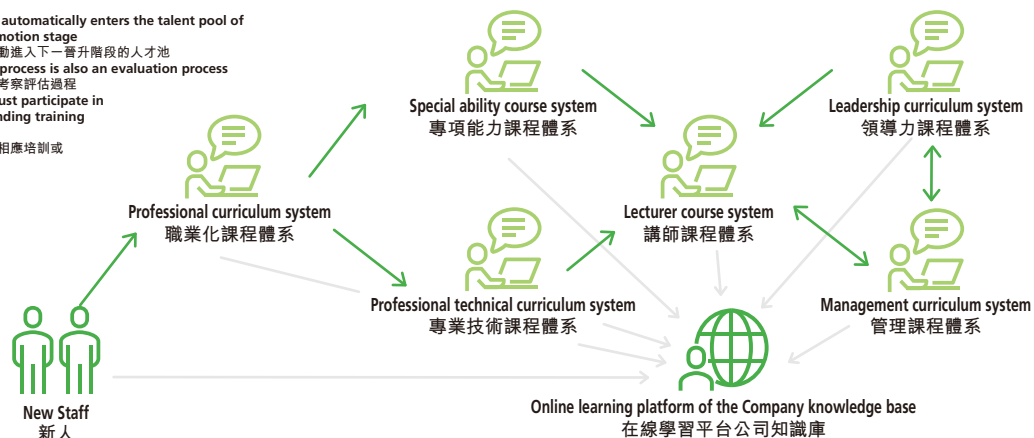 automatically enters the talent pool of
motion stage
動進入下一晉升階段的人才池
process is also an evaluation process
考察評估過程
ust participate in
nding training
相應培訓或
Special ability course system
專項能力課程體系
Leadership curriculum system
領導力課程體系
Professional curriculum system
職業化課程體系
Lecturer course system
講師課程體系
Professional technical curriculum system
專業技術課程體系
Management curriculum system
管理課程體系
New Staff
新人
Online learning platform of the Company knowledge base
在線學習平台公司知識庫